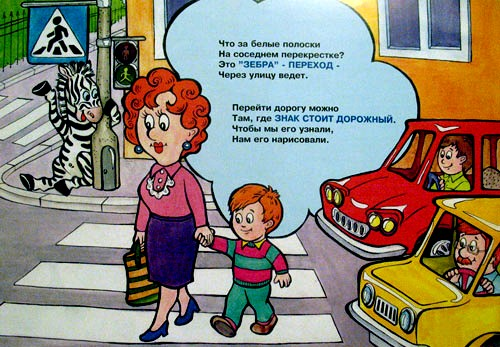 Что за белые полоски
На соседнем перекрестке?
Это "ЗЕБРА" - ПЕРЕХОД -
Через улицу ведет.
Перейти дорогу можно
Там, где ЗНАК СТОИТ ДОРОЖНЫЙ.
Чтобы мы его узнали,
Нам его нарисовали.